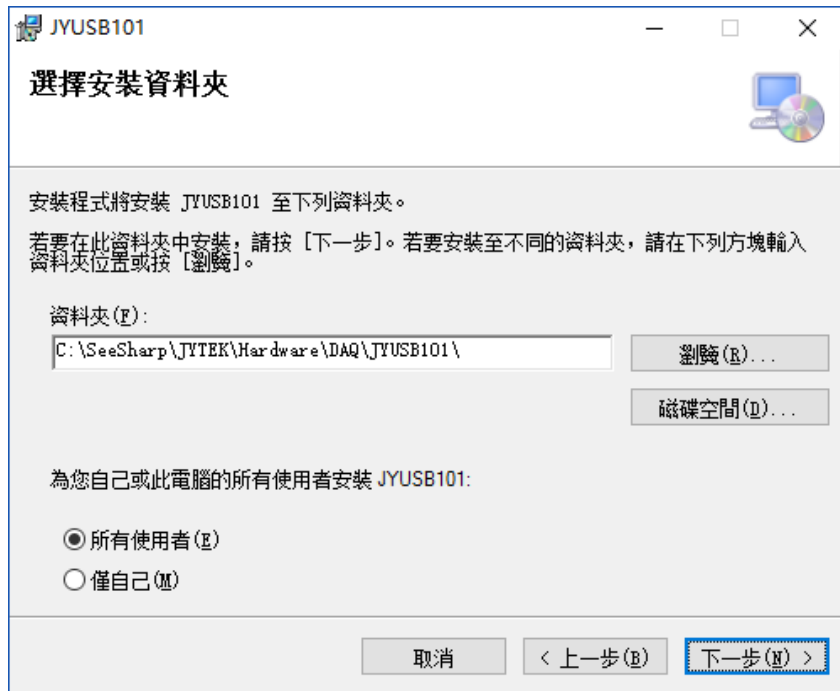 JYUSB101
選擇安裝資料夾
安裝程式將安裝 JYUSB101 至下列資料夾。
若要在此資料夾中安裝，請按 [下一步]。若要安裝至不同的資料夾，請在下列方塊輸入
資料夾位置或按 [瀏覽]。
資料夾(F):
C:\SeeSharp\JYTEK\Hardware\DAQ\JYUSB101\
瀏覽(R)...
磁碟空間(D)...
為您自己或此電腦的所有使用者安裝 JYUSB101:
所有使用者(E)
僅自己(M)
取消
< 上一步(B)
下一步(N) >